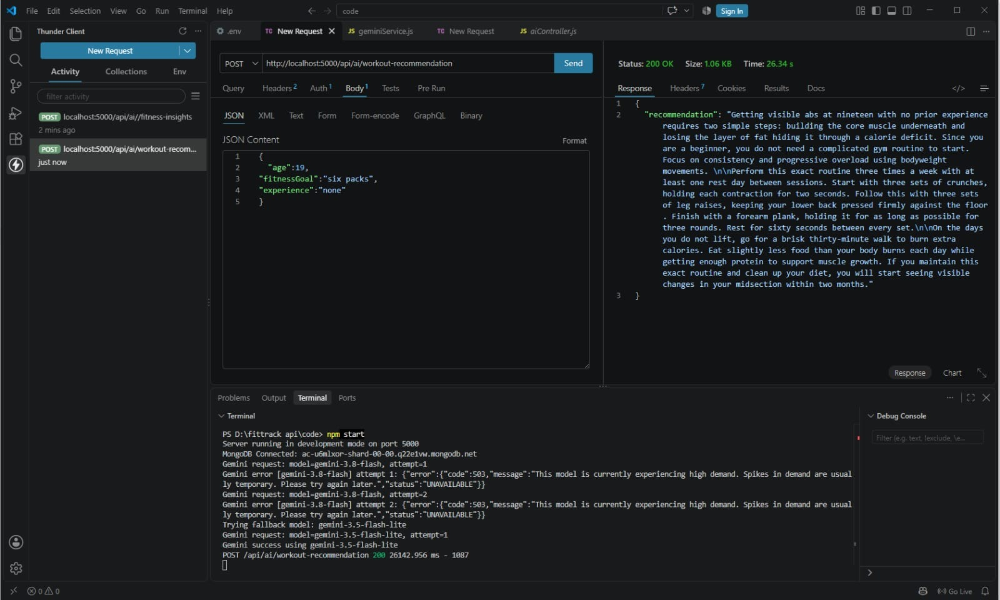 File Edit Selection View Go Run Terminal Help
code
Sign In
Thunder Client
New Request
Activity Collections Env
filter activity
POST localhost:5000/api/ai//fitness-insights
2 mins ago
POST localhost:5000/api/ai/workout-recom...
just now
.env
TC New Request
JS geminiService.js
TC New Request
JS aiController.js
POST http://localhost:5000/api/ai/workout-recommendation Send
Query Headers 2 Auth 1 Body 1 Tests Pre Run
JSON XML Text Form Form-encode GraphQL Binary
JSON Content
Format
1 {
2 "age":19,
3 "fitnessGoal":"six packs",
4 "experience":"none"
5 }
Status: 200 OK Size: 1.06 KB Time: 26.34 s
Response Headers 7 Cookies Results Docs </>
1 {
2 "recommendation": "Getting visible abs at nineteen with no prior experience
requires two simple steps: building the core muscle underneath and
losing the layer of fat hiding it through a calorie deficit. Since you
are a beginner, you do not need a complicated gym routine to start.
Focus on consistency and progressive overload using bodyweight
movements. \n\nPerform this exact routine three times a week with at
least one rest day between sessions. Start with three sets of crunches,
holding each contraction for two seconds. Follow this with three sets
of leg raises, keeping your lower back pressed firmly against the floor
. Finish with a forearm plank, holding it for as long as possible for
three rounds. Rest for sixty seconds between every set.\n\nOn the days
you do not lift, go for a brisk thirty-minute walk to burn extra
calories. Eat slightly less food than your body burns each day while
getting enough protein to support muscle growth. If you maintain this
exact routine and clean up your diet, you will start seeing visible
changes in your midsection within two months."
3 }
Response Chart
Problems Output Terminal Ports
Terminal
PS D:\fittrack api\code> npm start
Server running in development mode on port 5000
MongoDB Connected: ac-u6mlxor-shard-00-00.q22e1vw.mongodb.net
Gemini request: model=gemini-3.8-flash, attempt=1
Gemini error [gemini-3.8-flash] attempt 1: {"error":{"code":503,"message":"This model is currently experiencing high demand. Spikes in demand are usual
ly temporary. Please try again later.","status":"UNAVAILABLE"}}
Gemini request: model=gemini-3.8-flash, attempt=2
Gemini error [gemini-3.8-flash] attempt 2: {"error":{"code":503,"message":"This model is currently experiencing high demand. Spikes in demand are usual
ly temporary. Please try again later.","status":"UNAVAILABLE"}}
Trying fallback model: gemini-3.5-flash-lite
Gemini request: model=gemini-3.5-flash-lite, attempt=1
Gemini success using gemini-3.5-flash-lite
POST /api/ai/workout-recommendation 200 26142.956 ms - 1087
Debug Console
Filter (e.g. text, !exclude, \e...
0 0
Go Live